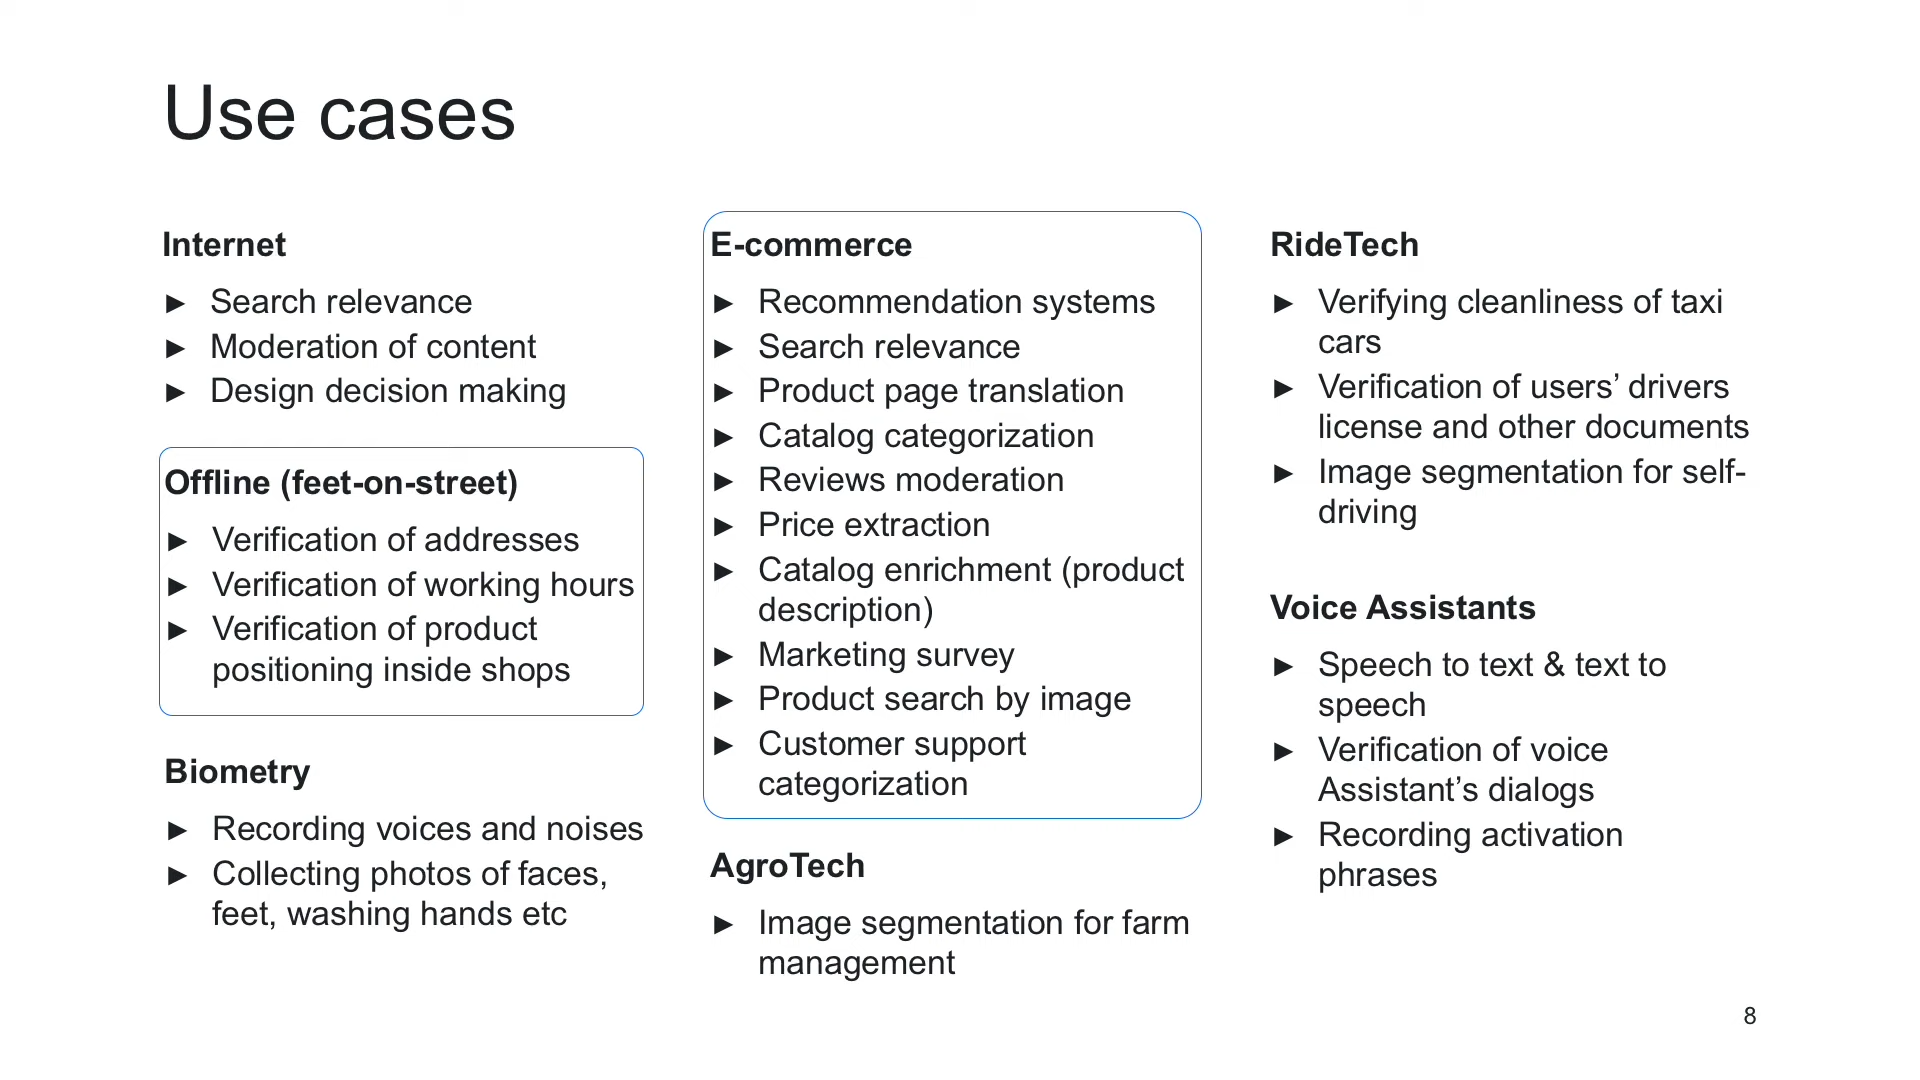 Use cases
Internet
► Search relevance
► Moderation of content
► Design decision making
Offline (feet-on-street)
► Verification of addresses
► Verification of working hours
► Verification of product
positioning inside shops
Biometry
► Recording voices and noises
► Collecting photos of faces,
feet, washing hands etc
E-commerce
► Recommendation systems
► Search relevance
► Product page translation
► Catalog categorization
► Reviews moderation
► Price extraction
► Catalog enrichment (product
description)
► Marketing survey
► Product search by image
► Customer support
categorization
AgroTech
► Image segmentation for farm
management
RideTech
► Verifying cleanliness of taxi
cars
► Verification of users’ drivers
license and other documents
► Image segmentation for self-
driving
Voice Assistants
► Speech to text & text to
speech
► Verification of voice
Assistant’s dialogs
► Recording activation
phrases
8